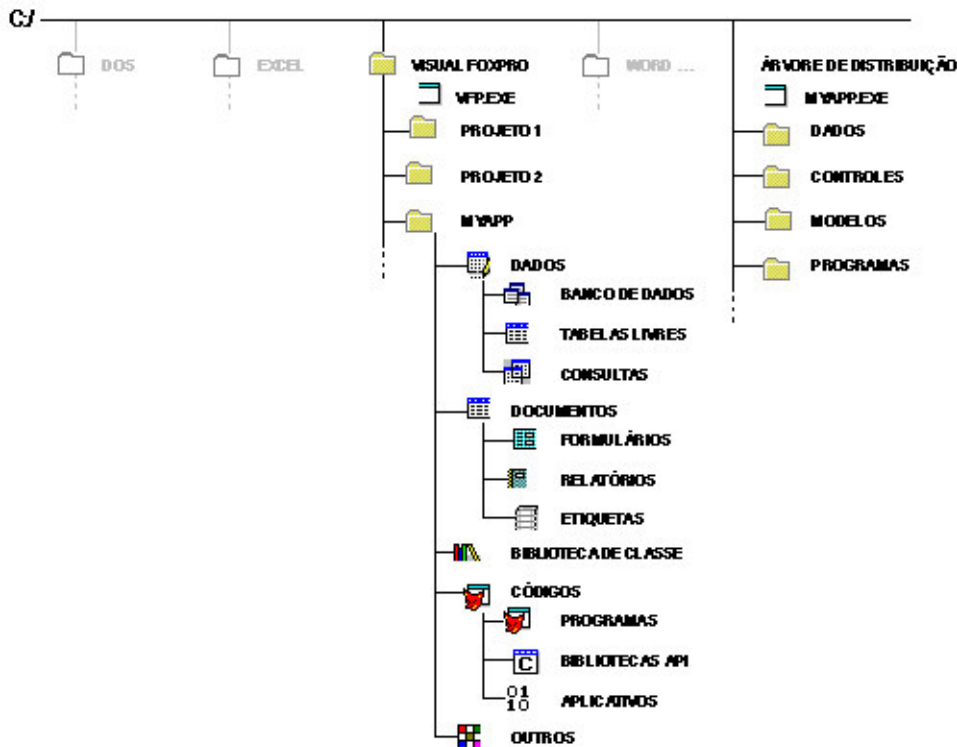 C:/
DOS
EXCEL
VISUAL FOXPRO
WORD ...
ÁRVORE DE DISTRIBUIÇÃO
VFP.EXE
MYAPP.EXE
PROJETO 1
DADOS
PROJETO 2
CONTROLES
MYAPP
MODELOS
DADOS
PROGRAMAS
BANCO DE DADOS
TABELAS LIVRES
CONSULTAS
DOCUMENTOS
FORMULÁRIOS
RELATÓRIOS
ETIQUETAS
BIBLIOTECA DE CLASSE
CÓDIGOS
PROGRAMAS
C
BIBLIOTECAS API
01
10
APLICATIVOS
OUTROS